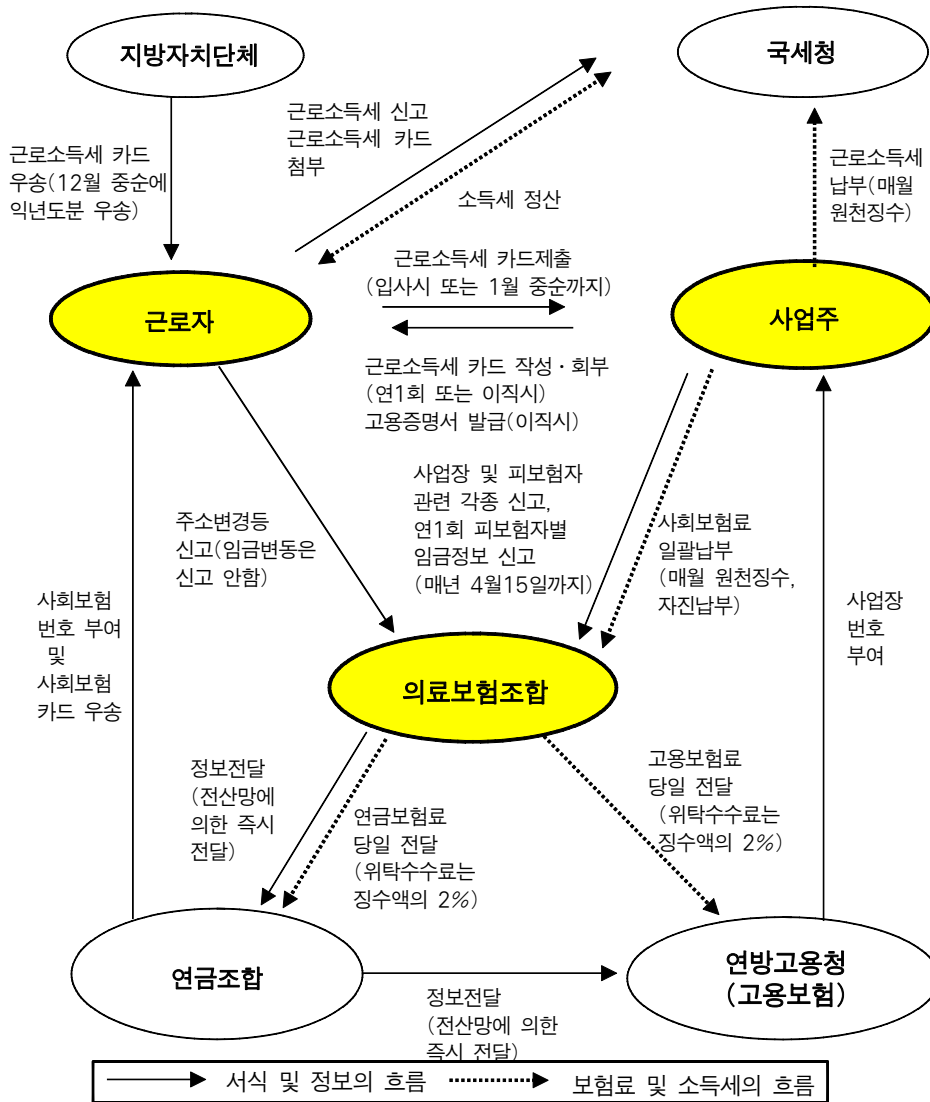 지방자치단체
국세청
근로소득세 신고
근로소득세 카드
첨부
근로소득세 카드
우송(12월 중순에
익년도분 우송)
근로소득세
납부(매월
원천징수)
소득세 정산
근로소득세 카드제출
(입사시 또는 1월 중순까지)
근로자
사업주
근로소득세 카드 작성·회부
(연1회 또는 이직시)
고용증명서 발급(이직시)
사업장 및 피보험자
관련 각종 신고,
연1회 피보험자별
임금정보 신고
(매년 4월15일까지)
주소변경등
신고(임금변동은
신고 안함)
사회보험료
일괄납부
(매월 원천징수,
자진납부)
사회보험
번호 부여
및
사회보험
카드 우송
사업장
번호
부여
의료보험조합
정보전달
(전산망에
의한 즉시
전달)
연금보험료
당일 전달
(위탁수수료는
징수액의 2%)
고용보험료
당일 전달
(위탁수수료는
징수액의 2%)
연금조합
연방고용청
(고용보험)
정보전달
(전산망에 의한
즉시 전달)
서식 및 정보의 흐름
보험료 및 소득세의 흐름